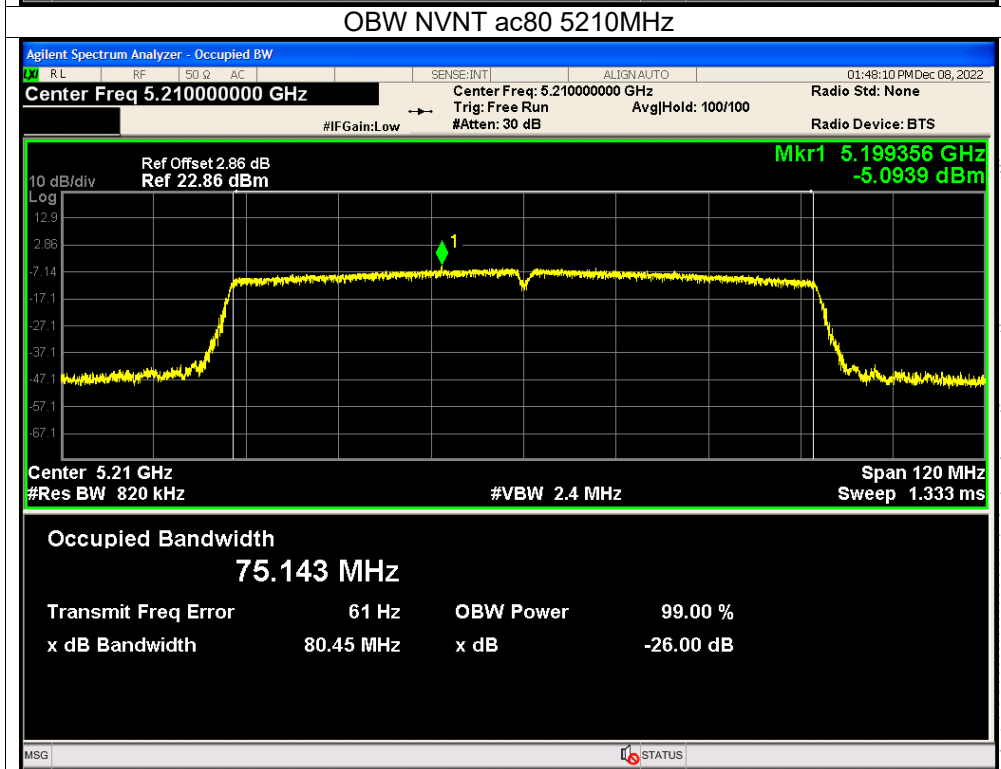 OBW NVNT ac80 5210MHz
Agilent Spectrum Analyzer - Occupied BW
LXI RL RF 50 Ω AC SENSE:INT ALIGN AUTO 01:48:10 PM Dec 08, 2022
Center Freq 5.210000000 GHz Center Freq: 5.210000000 GHz Radio Std: None
Trig: Free Run Avg|Hold: 100/100
#IFGain:Low #Atten: 30 dB Radio Device: BTS
Mkr1 5.199356 GHz
-5.0939 dBm
Ref Offset 2.86 dB
10 dB/div Ref 22.86 dBm
Log
12.9
2.86
1
-7.14
-17.1
-27.1
-37.1
-47.1
-57.1
-67.1
Center 5.21 GHz Span 120 MHz
#Res BW 820 kHz #VBW 2.4 MHz Sweep 1.333 ms
Occupied Bandwidth
75.143 MHz
Transmit Freq Error 61 Hz OBW Power 99.00 %
x dB Bandwidth 80.45 MHz x dB -26.00 dB
MSG STATUS